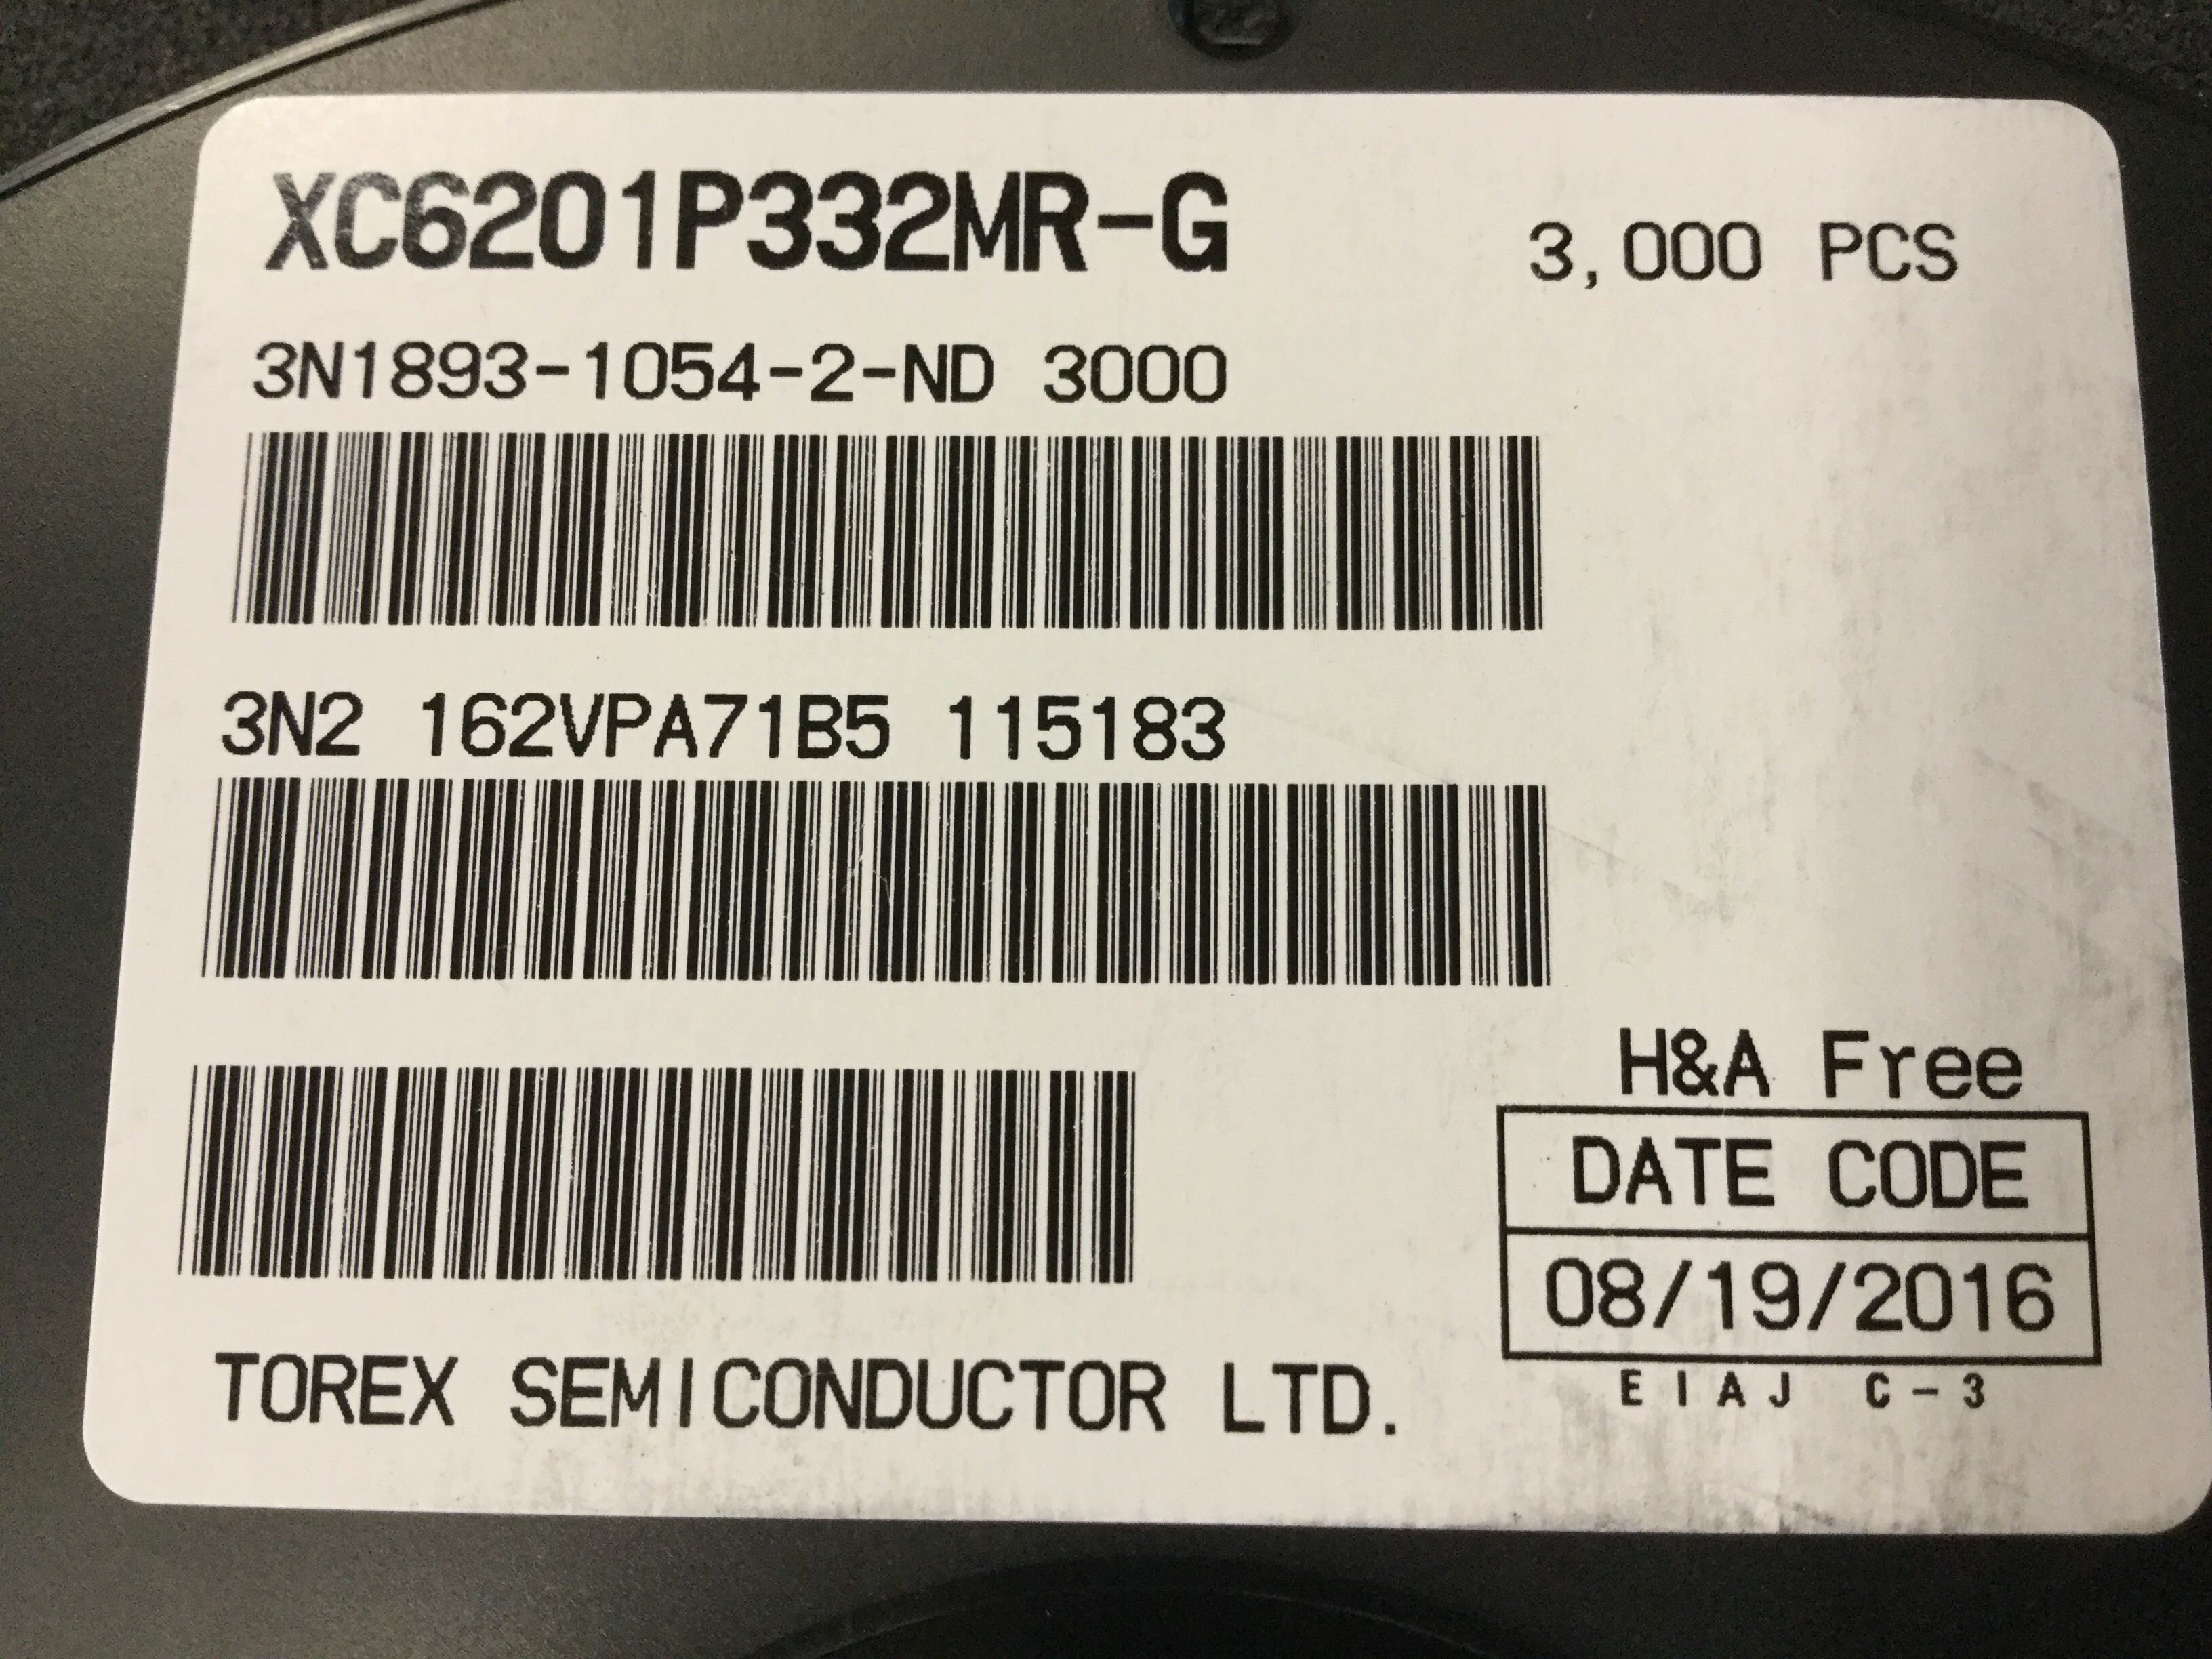 XC6201P332MR-G
3,000 PCS
3N1893-1054-2-ND 3000
3N2 162VPA71B5 115183
H&A Free
DATE CODE
08/19/2016
EIAJ C-3
TOREX SEMICONDUCTOR LTD.